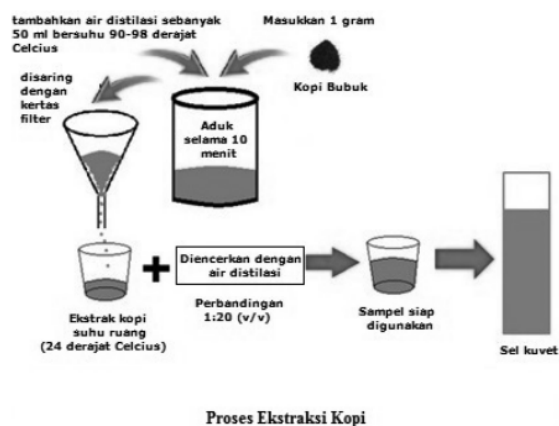 tambahkan air distilasi sebanyak
50 ml bersuhu 90-98 derajat
Celcius
Masukkan 1 gram
Kopi Bubuk
disaring
dengan
kertas
filter
Aduk
selama 10
menit
Diencerkan dengan
air distilasi
Perbandingan
1:20 (v/v)
Ekstrak kopi
suhu ruang
(24 derajat Celcius)
Sampel siap
digunakan
Sel kuvet
Proses Ekstraksi Kopi